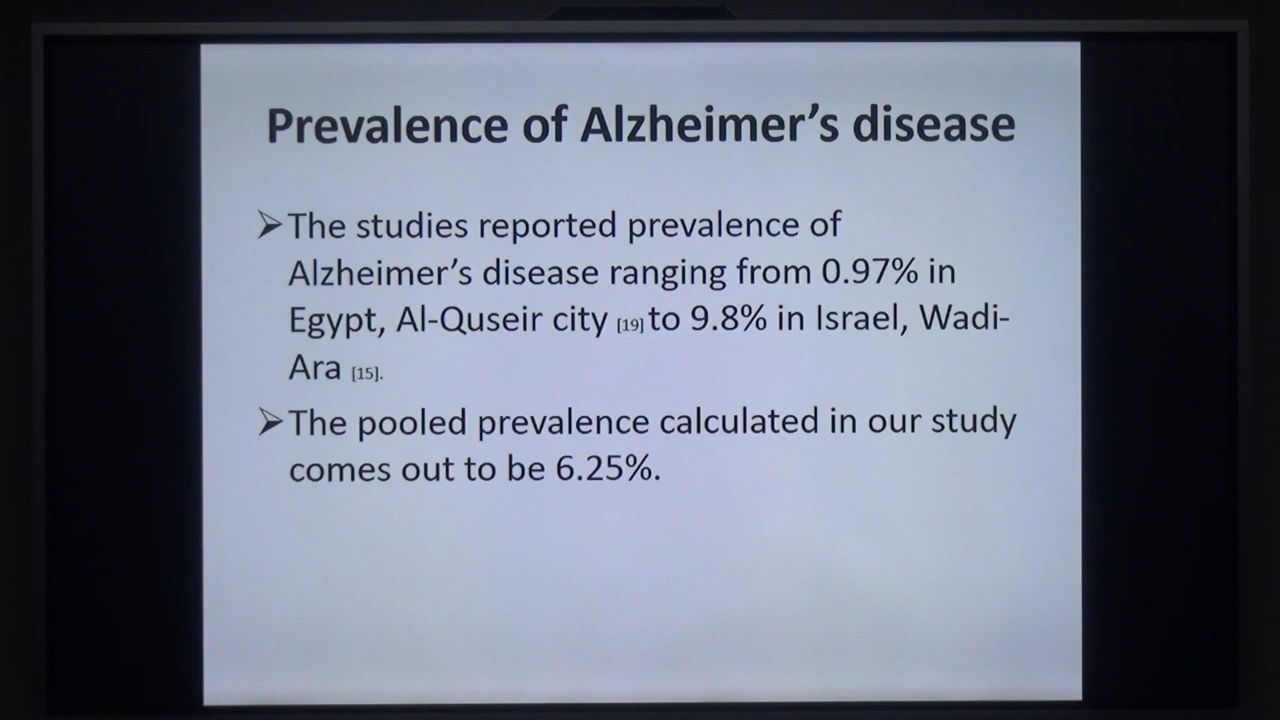 Prevalence of Alzheimer's disease
➢The studies reported prevalence of
Alzheimer's disease ranging from 0.97% in
Egypt, Al-Quseir city [19] to 9.8% in Israel, Wadi-
Ara [15].
➢The pooled prevalence calculated in our study
comes out to be 6.25%.